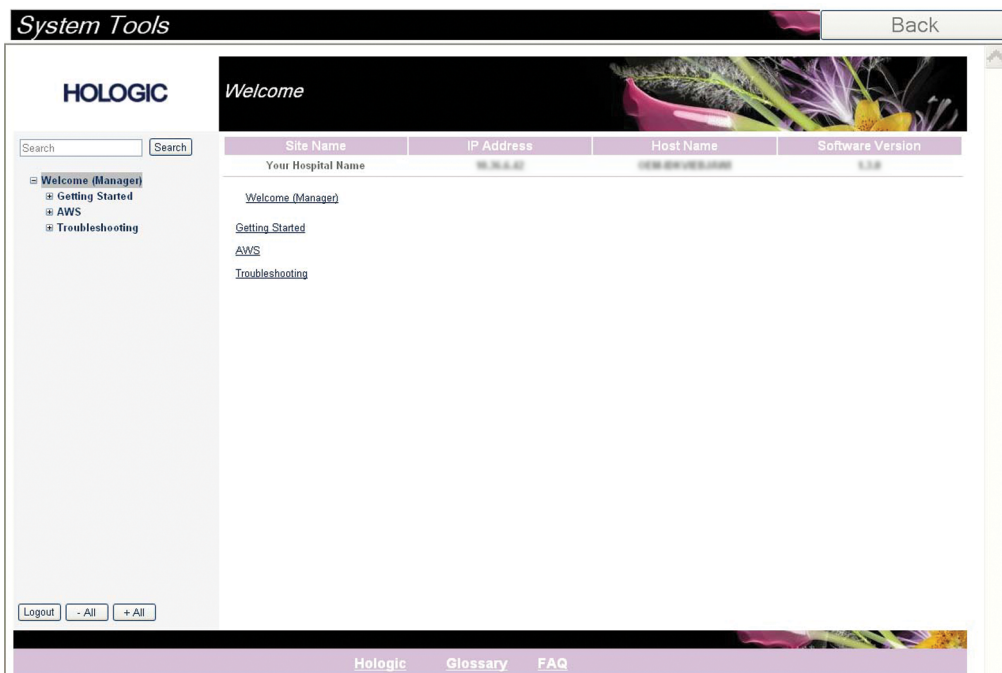 System Tools Back
HOLOGIC
Welcome
Search Search
Site Name IP Address Host Name Software Version
Your Hospital Name
Welcome (Manager)
Getting Started
AWS
Troubleshooting
Welcome (Manager)
Getting Started
AWS
Troubleshooting
Logout - All + All
Hologic Glossary FAQ